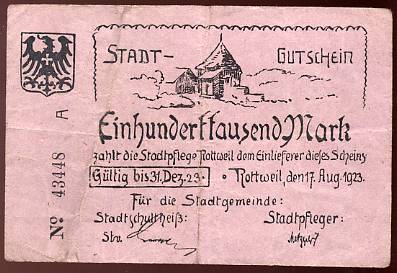 STADT– GUTSCHEIN
Einhunderttausend Mark
zahlt die Stadtpflege Rottweil dem Einlieferer dieses Scheins
Gültig bis 31. Dez. 23 • • Rottweil, den 17. Aug. 1923.
Für die Stadtgemeinde:
Stadtschultheiß: Stadtpfleger:
Stv.
No 43448 A